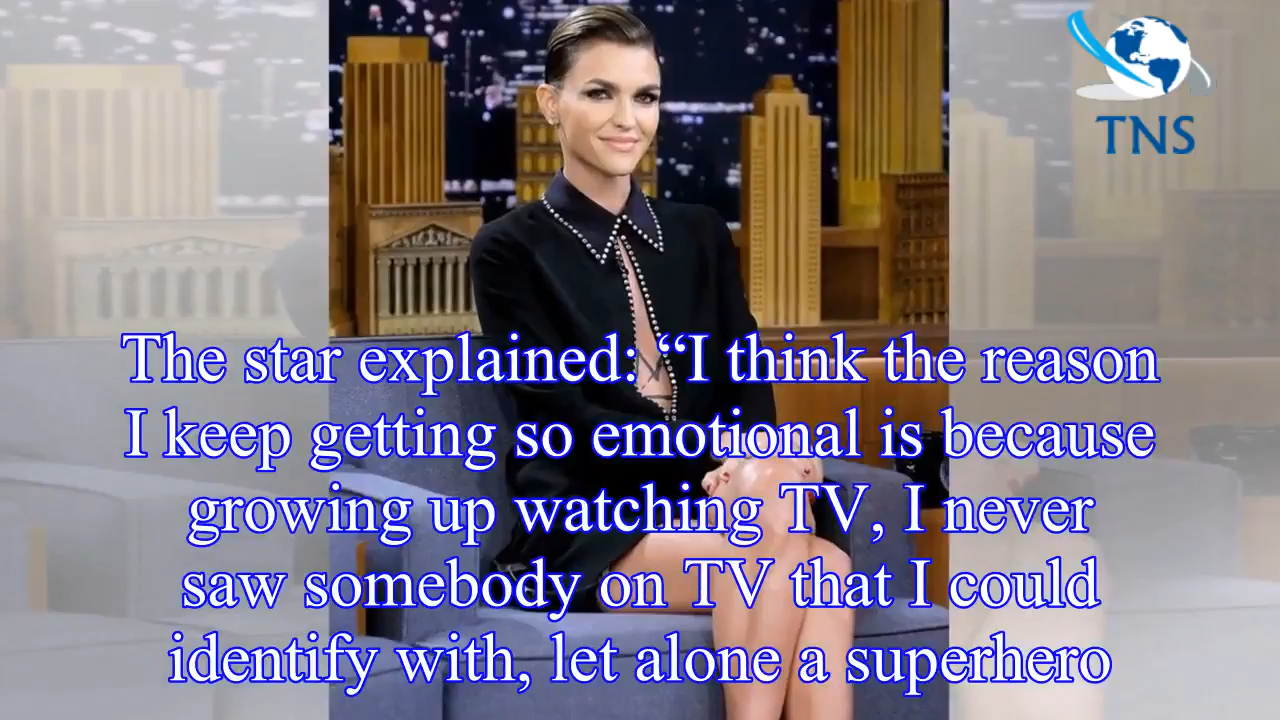 TNS
The star explained: “I think the reason
I keep getting so emotional is because
growing up watching TV, I never
saw somebody on TV that I could
identify with, let alone a superhero